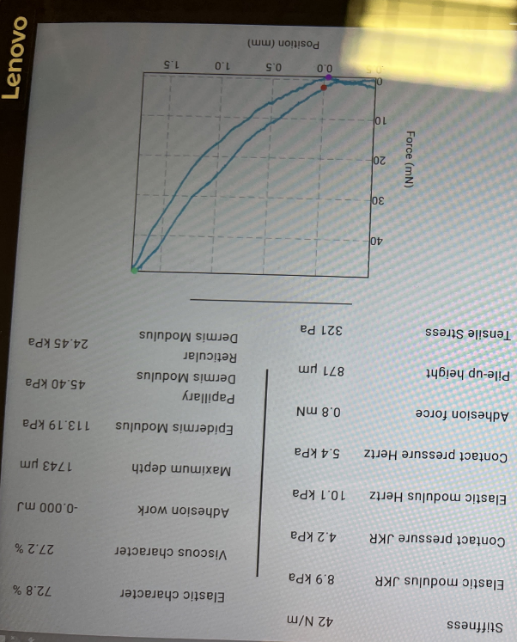 Stiffness 42 N/m
Elastic modulus JKR 8.9 kPa
Contact pressure JKR 4.2 kPa
Elastic modulus Hertz 10.1 kPa
Contact pressure Hertz 5.4 kPa
Adhesion force 0.8 mN
Pile-up height 871 µm
Tensile Stress 321 Pa
Elastic character 72.8 %
Viscous character 27.2 %
Adhesion work -0.000 mJ
Maximum depth 1743 µm
Epidermis Modulus 113.19 kPa
Papillary
Dermis Modulus 45.40 kPa
Reticular
Dermis Modulus 24.45 kPa
Force (mN)
40
30
20
10
0
0.0 0.5 1.0 1.5
Position (mm)
Lenovo